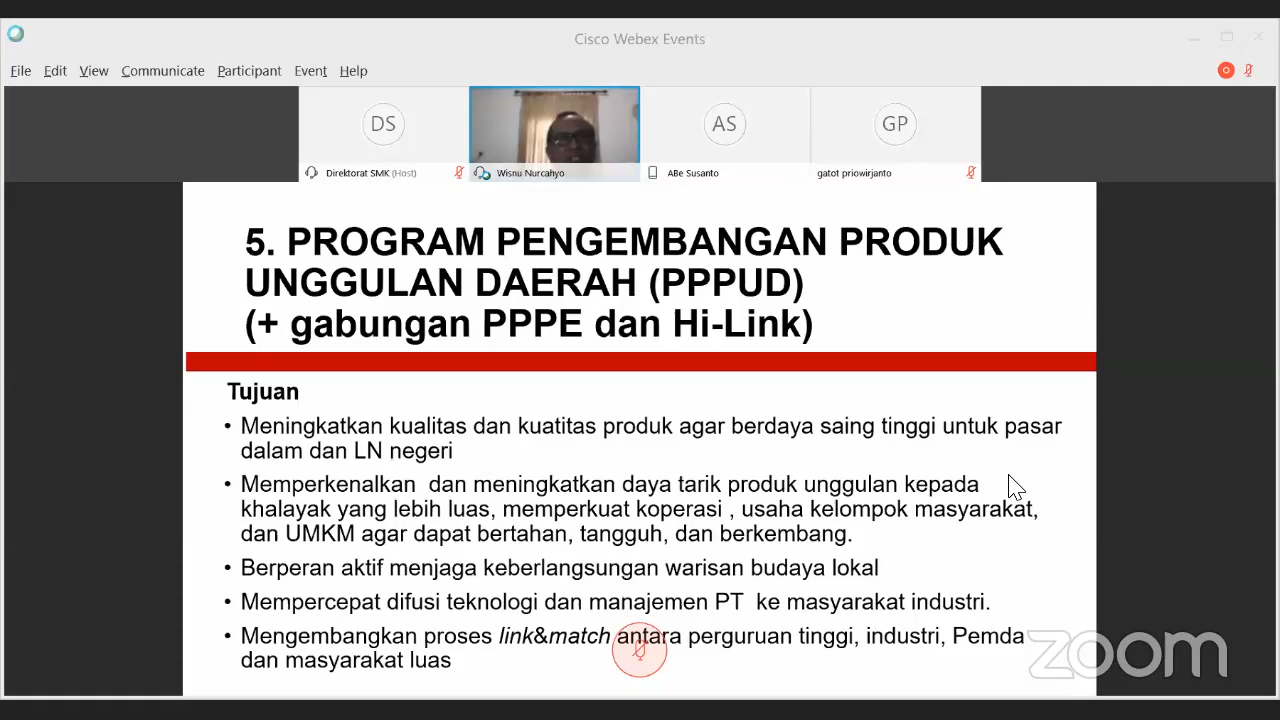 Cisco Webex Events
File Edit View Communicate Participant Event Help
DS
AS
GP
Direktorat SMK (Host)
Wisnu Nurcahyo
ABe Susanto
gatot priowirjanto
5. PROGRAM PENGEMBANGAN PRODUK
UNGGULAN DAERAH (PPPUD)
(+ gabungan PPPE dan Hi-Link)
Tujuan
• Meningkatkan kualitas dan kuatitas produk agar berdaya saing tinggi untuk pasar
dalam dan LN negeri
• Memperkenalkan dan meningkatkan daya tarik produk unggulan kepada
khalayak yang lebih luas, memperkuat koperasi , usaha kelompok masyarakat,
dan UMKM agar dapat bertahan, tangguh, dan berkembang.
• Berperan aktif menjaga keberlangsungan warisan budaya lokal
• Mempercepat difusi teknologi dan manajemen PT ke masyarakat industri.
• Mengembangkan proses link&match antara perguruan tinggi, industri, Pemda
dan masyarakat luas
zoom